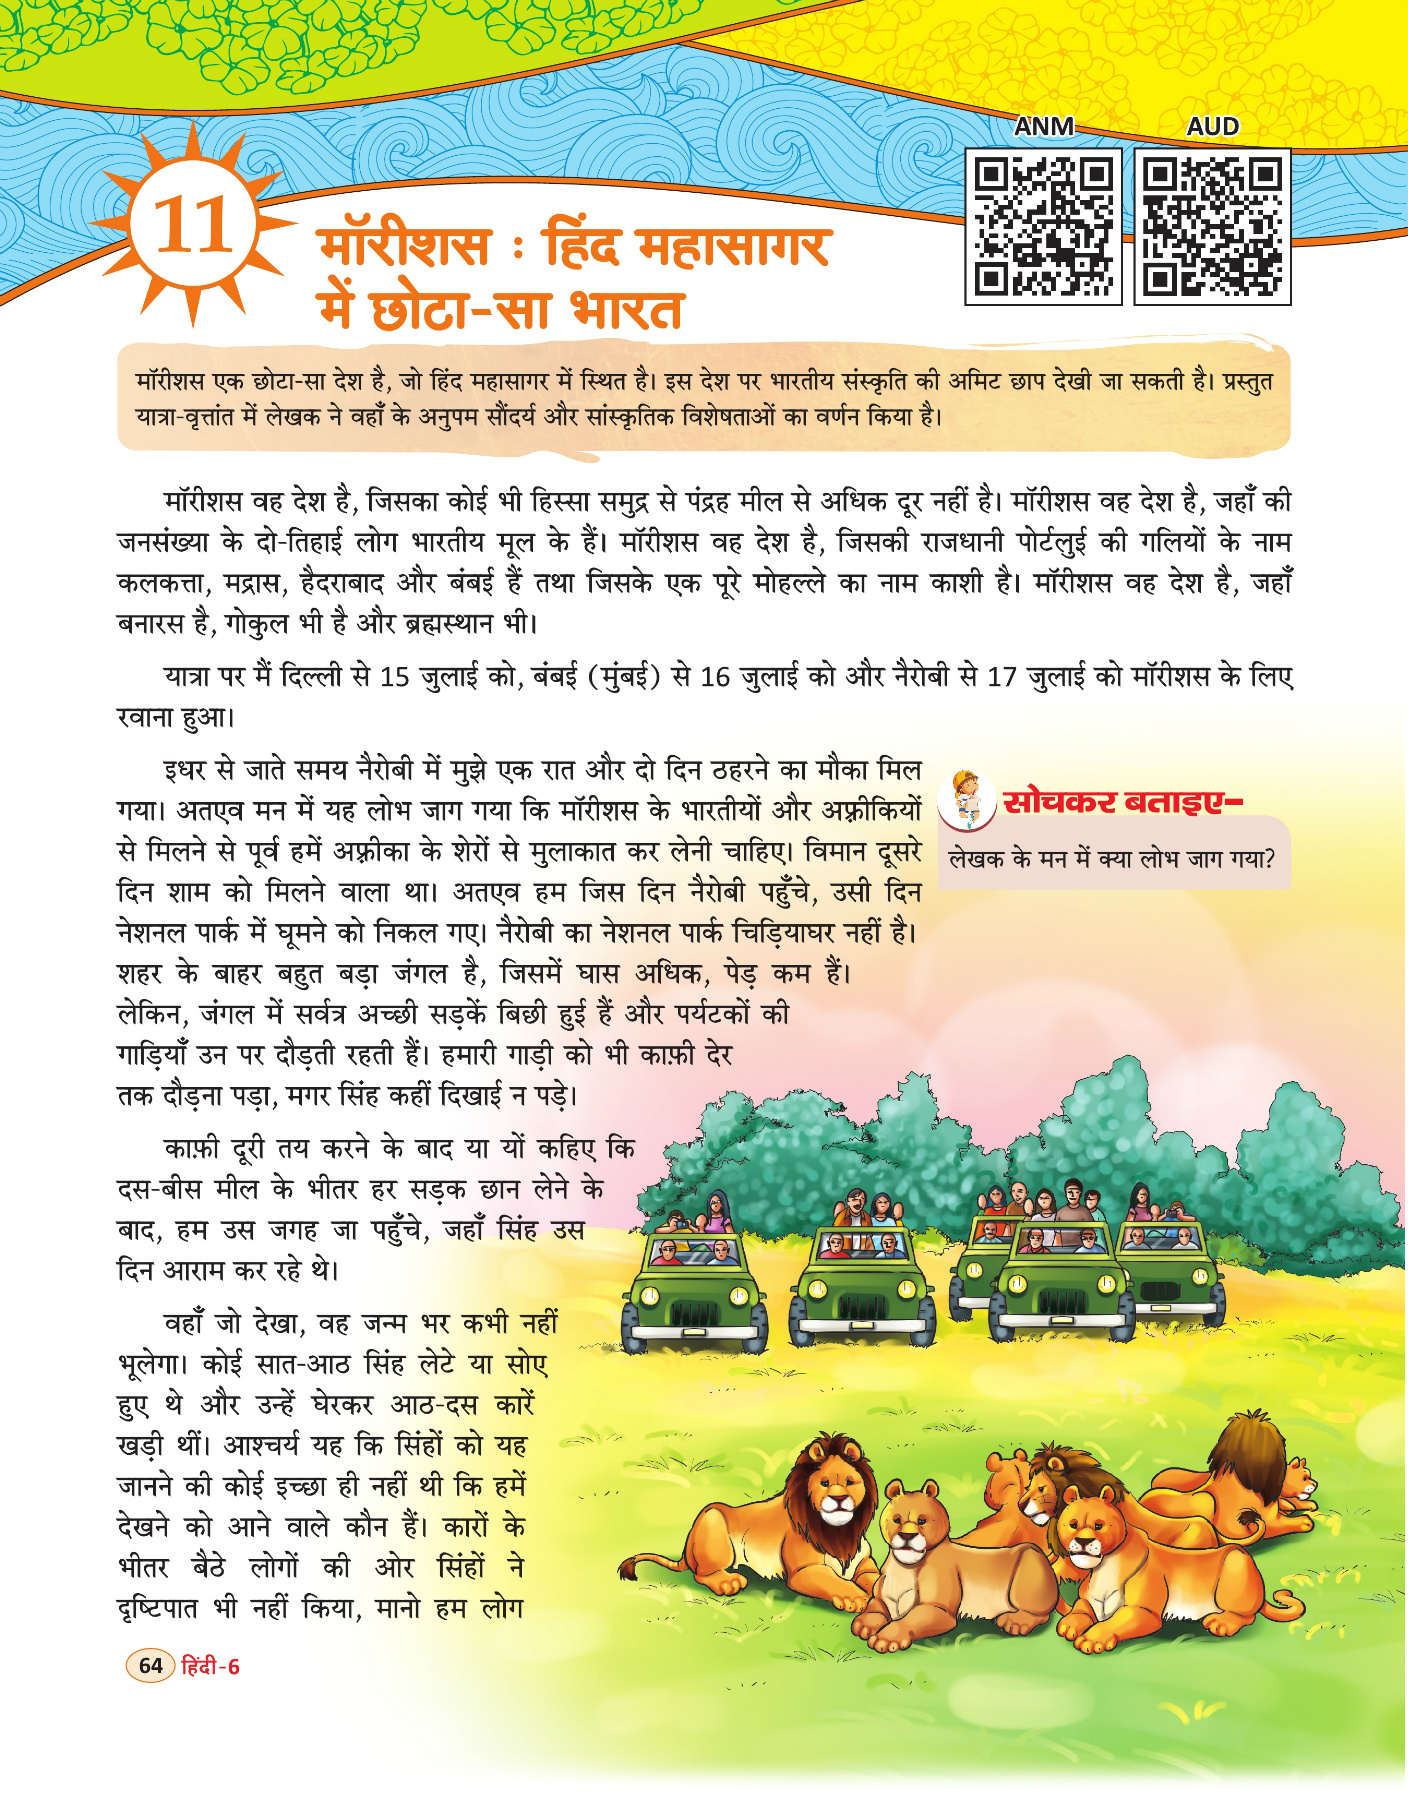 ANM
AUD
11
मॉरीशस : हिंद महासागर
में छोटा-सा भारत
मॉरीशस एक छोटा-सा देश है, जो हिंद महासागर में स्थित है। इस देश पर भारतीय संस्कृति की अमिट छाप देखी जा सकती है। प्रस्तुत
यात्रा-वृत्तांत में लेखक ने वहाँ के अनुपम सौंदर्य और सांस्कृतिक विशेषताओं का वर्णन किया है।
मॉरीशस वह देश है, जिसका कोई भी हिस्सा समुद्र से पंद्रह मील से अधिक दूर नहीं है। मॉरीशस वह देश है, जहाँ की
जनसंख्या के दो-तिहाई लोग भारतीय मूल के हैं। मॉरीशस वह देश है, जिसकी राजधानी पोर्टलुई की गलियों के नाम
कलकत्ता, मद्रास, हैदराबाद और बंबई हैं तथा जिसके एक पूरे मोहल्ले का नाम काशी है। मॉरीशस वह देश है, जहाँ
बनारस है, गोकुल भी है और ब्रह्मस्थान भी।
यात्रा पर मैं दिल्ली से 15 जुलाई को, बंबई (मुंबई) से 16 जुलाई को और नैरोबी से 17 जुलाई को मॉरीशस के लिए
रवाना हुआ।
इधर से जाते समय नैरोबी में मुझे एक रात और दो दिन ठहरने का मौका मिल
गया। अतएव मन में यह लोभ जाग गया कि मॉरीशस के भारतीयों और अफ़्रीकियों
से मिलने से पूर्व हमें अफ़्रीका के शेरों से मुलाकात कर लेनी चाहिए। विमान दूसरे
दिन शाम को मिलने वाला था। अतएव हम जिस दिन नैरोबी पहुँचे, उसी दिन
नेशनल पार्क में घूमने को निकल गए। नैरोबी का नेशनल पार्क चिड़ियाघर नहीं है।
शहर के बाहर बहुत बड़ा जंगल है, जिसमें घास अधिक, पेड़ कम हैं।
लेकिन, जंगल में सर्वत्र अच्छी सड़कें बिछी हुई हैं और पर्यटकों की
गाड़ियाँ उन पर दौड़ती रहती हैं। हमारी गाड़ी को भी काफ़ी देर
तक दौड़ना पड़ा, मगर सिंह कहीं दिखाई न पड़े।
सोचकर बताइए–
लेखक के मन में क्या लोभ जाग गया?
काफ़ी दूरी तय करने के बाद या यों कहिए कि
दस-बीस मील के भीतर हर सड़क छान लेने के
बाद, हम उस जगह जा पहुँचे, जहाँ सिंह उस
दिन आराम कर रहे थे।
वहाँ जो देखा, वह जन्म भर कभी नहीं
भूलेगा। कोई सात-आठ सिंह लेटे या सोए
हुए थे और उन्हें घेरकर आठ-दस कारें
खड़ी थीं। आश्चर्य यह कि सिंहों को यह
जानने की कोई इच्छा ही नहीं थी कि हमें
देखने को आने वाले कौन हैं। कारों के
भीतर बैठे लोगों की ओर सिंहों ने
दृष्टिपात भी नहीं किया, मानो हम लोग
64 हिंदी-6